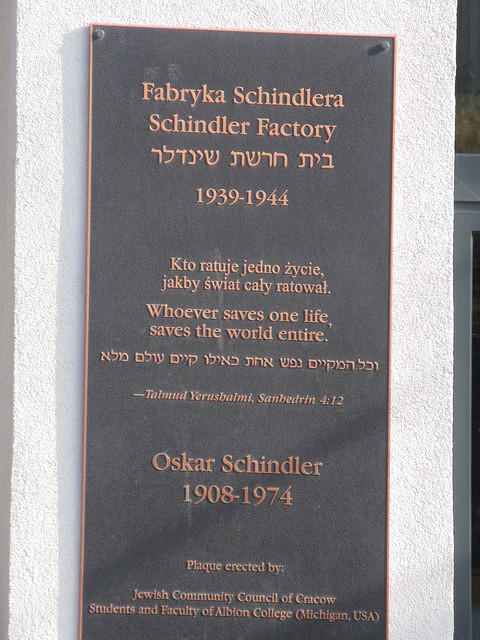 Fabryka Schindlera
Schindler Factory
בית חרשת שינדלר
1939-1944
Kto ratuje jedno życie,
jakby świat cały ratował.
Whoever saves one life,
saves the world entire.
וכל המקיים נפש אחת כאילו קיים עולם מלא
—Talmud Yerushalmi, Sanhedrin 4:12
Oskar Schindler
1908-1974
Plaque erected by:
Jewish Community Council of Cracow
Students and Faculty of Albion College (Michigan, USA)